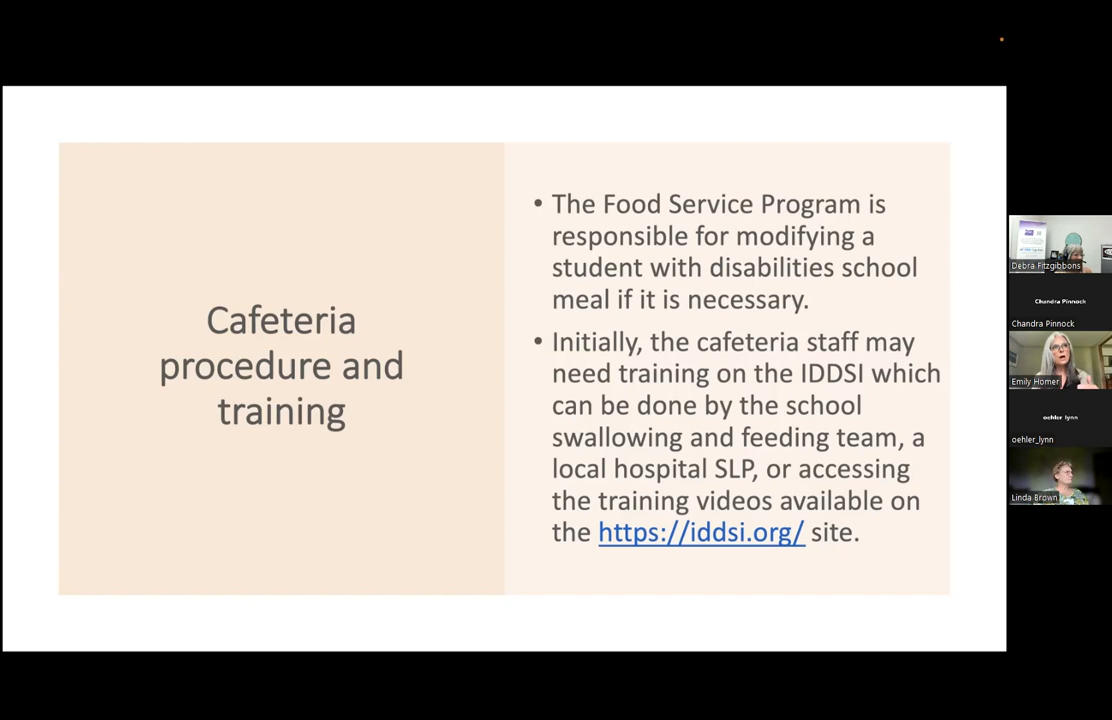 Cafeteria
procedure and
training
• The Food Service Program is
responsible for modifying a
student with disabilities school
meal if it is necessary.
• Initially, the cafeteria staff may
need training on the IDDSI which
can be done by the school
swallowing and feeding team, a
local hospital SLP, or accessing
the training videos available on
the https://iddsi.org/ site.
Debra Fitzgibbons
Chandra Pinnock
Chandra Pinnock
Emily Homer
oehler_lynn
oehler_lynn
Linda Brown